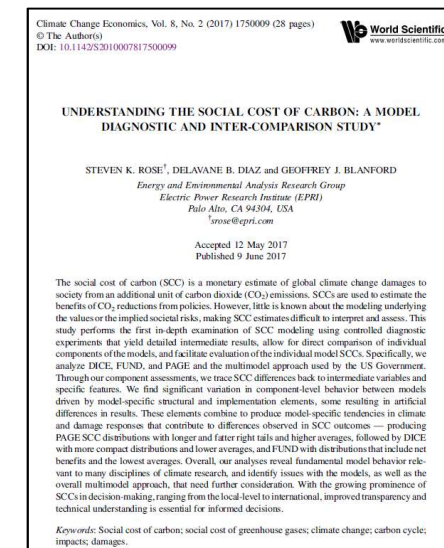 Climate Change Economics, Vol. 8, No. 2 (2017) 1750009 (28 pages)
© The Author(s)
DOI: 10.1142/S2010007817500099
World Scientific
www.worldscientific.com
UNDERSTANDING THE SOCIAL COST OF CARBON: A MODEL
DIAGNOSTIC AND INTER-COMPARISON STUDY*
STEVEN K. ROSE†, DELAVANE B. DIAZ and GEOFFREY J. BLANFORD
Energy and Environmental Analysis Research Group
Electric Power Research Institute (EPRI)
Palo Alto, CA 94304, USA
†srose@epri.com
Accepted 12 May 2017
Published 9 June 2017
The social cost of carbon (SCC) is a monetary estimate of global climate change damages to
society from an additional unit of carbon dioxide (CO₂) emissions. SCCs are used to estimate the
benefits of CO₂ reductions from policies. However, little is known about the modeling underlying
the values or the implied societal risks, making SCC estimates difficult to interpret and assess. This
study performs the first in-depth examination of SCC modeling using controlled diagnostic
experiments that yield detailed intermediate results, allow for direct comparison of individual
components of the models, and facilitate evaluation of the individual model SCCs. Specifically, we
analyze DICE, FUND, and PAGE and the multimodel approach used by the US Government.
Through our component assessments, we trace SCC differences back to intermediate variables and
specific features. We find significant variation in component-level behavior between models
driven by model-specific structural and implementation elements, some resulting in artificial
differences in results. These elements combine to produce model-specific tendencies in climate
and damage responses that contribute to differences observed in SCC outcomes — producing
PAGE SCC distributions with longer and fatter right tails and higher averages, followed by DICE
with more compact distributions and lower averages, and FUND with distributions that include net
benefits and the lowest averages. Overall, our analyses reveal fundamental model behavior rele-
vant to many disciplines of climate research, and identify issues with the models, as well as the
overall multimodel approach, that need further consideration. With the growing prominence of
SCCs in decision-making, ranging from the local-level to international, improved transparency and
technical understanding is essential for informed decisions.
Keywords: Social cost of carbon; social cost of greenhouse gases; climate change; carbon cycle;
impacts; damages.